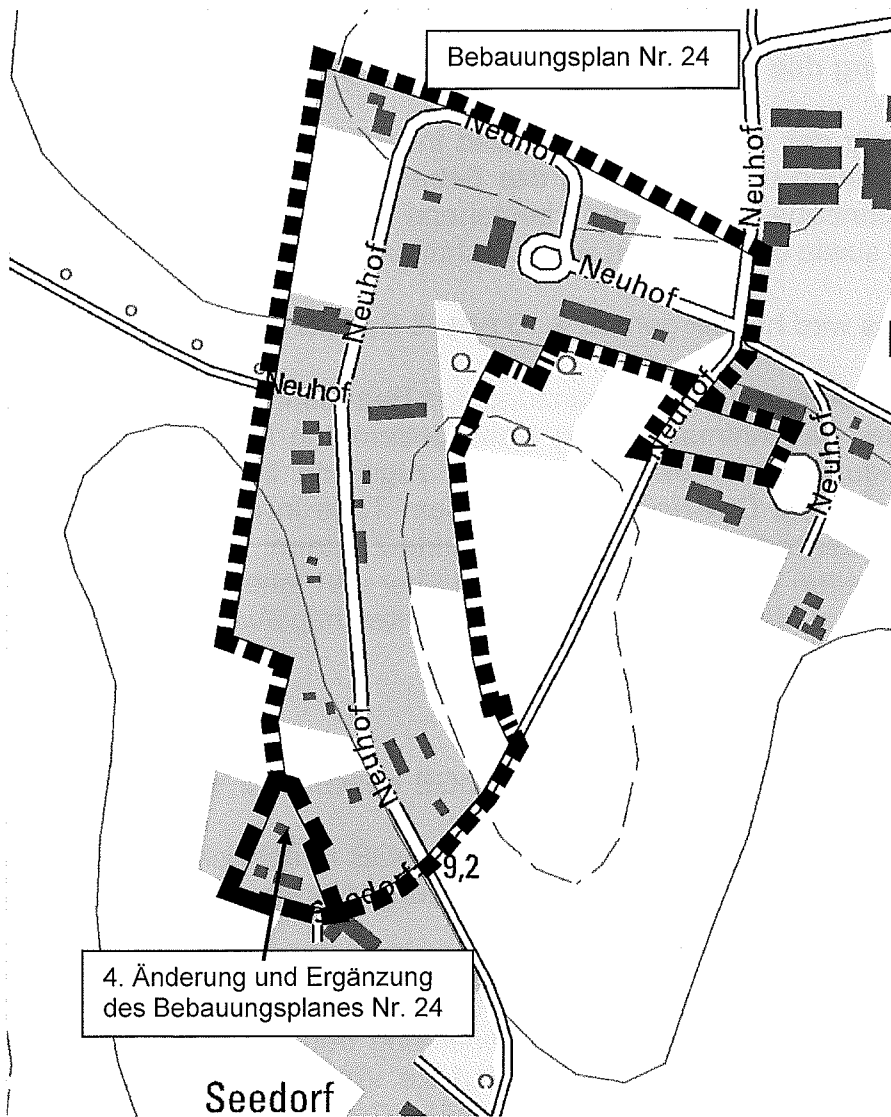 Bebauungsplan Nr. 24
Neuhof
Neuhof
Neuhof
Neuhof
Neuhof
Neuhof
Neuhof
Neuhof
Seedorf
9,2
4. Änderung und Ergänzung
des Bebauungsplanes Nr. 24
Seedorf